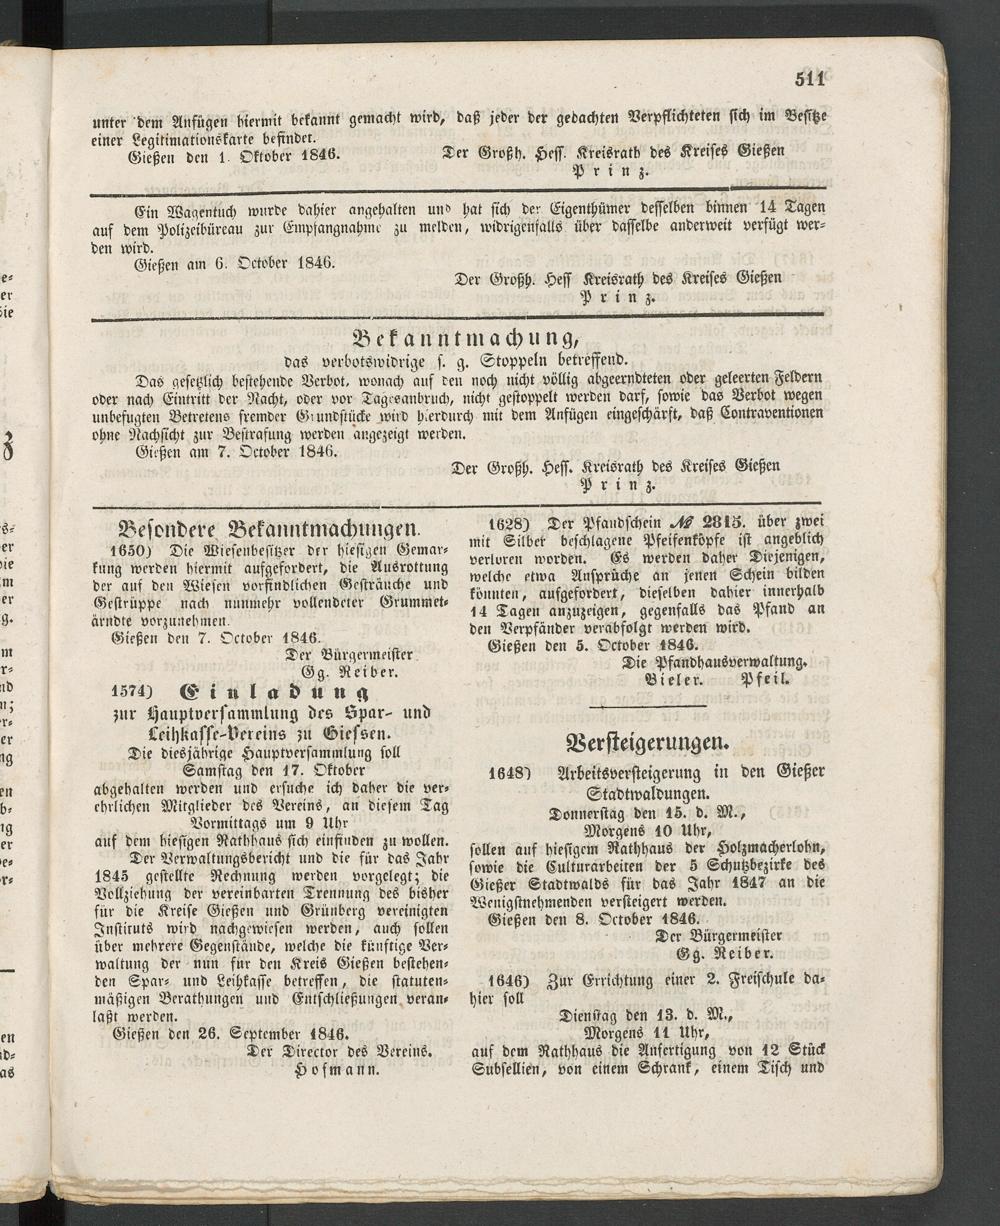 511
unter dem Anfügen hiermit bekannt gemacht wird, daß jeder der gedachten Verpflichteten sich im Besitze
einer Legitimationskarte befindet.
Gießen den 1. Oktober 1846.
Der Großh. Hess. Kreisrath des Kreises Gießen
Prinz.
Ein Wagentuch wurde dahier angehalten und hat sich der Eigenthümer desselben binnen 14 Tagen
auf dem Polizeibüreau zur Empfangnahme zu melden, widrigenfalls über dasselbe anderweit verfügt wer-
den wird.
Gießen am 6. October 1846.
Der Großh. Hess Kreisrath des Kreises Gießen
Prinz.
Bekanntmachung,
das verbotswidrige s. g. Stoppeln betreffend.
Das gesetzlich bestehende Verbot, wonach auf den noch nicht völlig abgeerndteten oder geleerten Feldern
oder nach Eintritt der Nacht, oder vor Tagesanbruch, nicht gestoppelt werden darf, sowie das Verbot wegen
unbefugten Betretens fremder Grundstücke wird hierdurch mit dem Anfügen eingeschärft, daß Contraventionen
ohne Nachsicht zur Bestrafung werden angezeigt werden.
Gießen am 7. October 1846.
Der Großh. Hess. Kreisrath des Kreises Gießen
Prinz.
Besondere Bekanntmachungen.
1650) Die Wiesenbesitzer der hiesigen Gemar-
kung werden hiermit aufgefordert, die Ausrottung
der auf den Wiesen vorfindlichen Gesträuche und
Gestrüppe nach nunmehr vollendeter Grummet-
ärndte vorzunehmen.
Gießen den 7. October 1846.
Der Bürgermeister
Gg. Reiber.
1574) Einladung
zur Hauptversammlung des Spar- und
Leihkasse-Vereins zu Giessen.
Die diesjährige Hauptversammlung soll
Samstag den 17. Oktober
abgehalten werden und ersuche ich daher die ver-
ehrlichen Mitglieder des Vereins, an diesem Tag
Vormittags um 9 Uhr
auf dem hiesigen Rathhaus sich einfinden zu wollen.
Der Verwaltungsbericht und die für das Jahr
1845 gestellte Rechnung werden vorgelegt; die
Vollziehung der vereinbarten Trennung des bisher
für die Kreise Gießen und Grünberg vereinigten
Instituts wird nachgewiesen werden, auch sollen
über mehrere Gegenstände, welche die künftige Ver-
waltung der nun für den Kreis Gießen bestehen-
den Spar- und Leihkasse betreffen, die statuten-
mäßigen Berathungen und Entschließungen veran-
laßt werden.
Gießen den 26. September 1846.
Der Director des Vereins.
Hofmann.
1628) Der Pfandschein № 2315. über zwei
mit Silber beschlagene Pfeifenköpfe ist angeblich
verloren worden. Es werden daher Diejenigen,
welche etwa Ansprüche an jenen Schein bilden
könnten, aufgefordert, dieselben dahier innerhalb
14 Tagen anzuzeigen, gegenfalls das Pfand an
den Verpfänder verabfolgt werden wird.
Gießen den 5. October 1846.
Die Pfandhausverwaltung.
Bieler. Pfeil.
Versteigerungen.
1648) Arbeitsversteigerung in den Gießer
Stadtwaldungen.
Donnerstag den 15. d. M.,
Morgens 10 Uhr,
sollen auf hiesigem Rathhaus der Holzmacherlohn,
sowie die Culturarbeiten der 5 Schutzbezirke des
Gießer Stadtwalds für das Jahr 1847 an die
Wenigstnehmenden versteigert werden.
Gießen den 8. October 1846.
Der Bürgermeister
Gg. Reiber.
1646) Zur Errichtung einer 2. Freischule da-
hier soll
Dienstag den 13. d. M.,
Morgens 11 Uhr,
auf dem Rathhaus die Anfertigung von 12 Stück
Subsellien, von einem Schrank, einem Tisch und